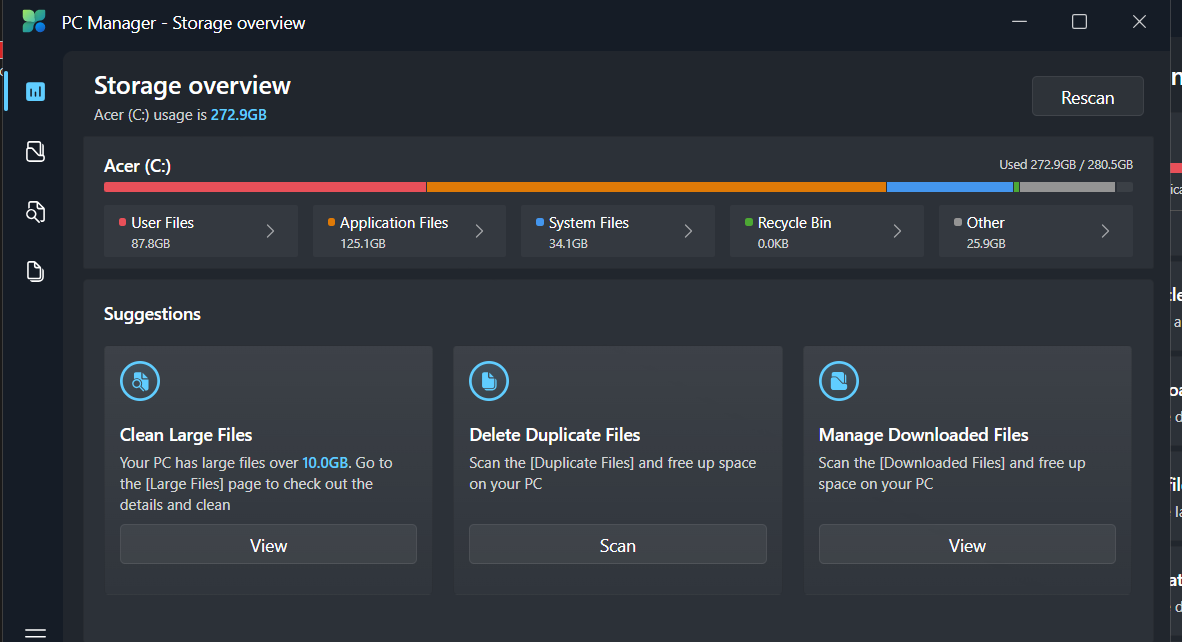 PC Manager - Storage overview
Storage overview
Acer (C:) usage is 272.9GB
Rescan
Acer (C:)
Used 272.9GB / 280.5GB
User Files
87.8GB
Application Files
125.1GB
System Files
34.1GB
Recycle Bin
0.0KB
Other
25.9GB
Suggestions
Clean Large Files
Your PC has large files over 10.0GB. Go to
the [Large Files] page to check out the
details and clean
View
Delete Duplicate Files
Scan the [Duplicate Files] and free up space
on your PC
Scan
Manage Downloaded Files
Scan the [Downloaded Files] and free up
space on your PC
View